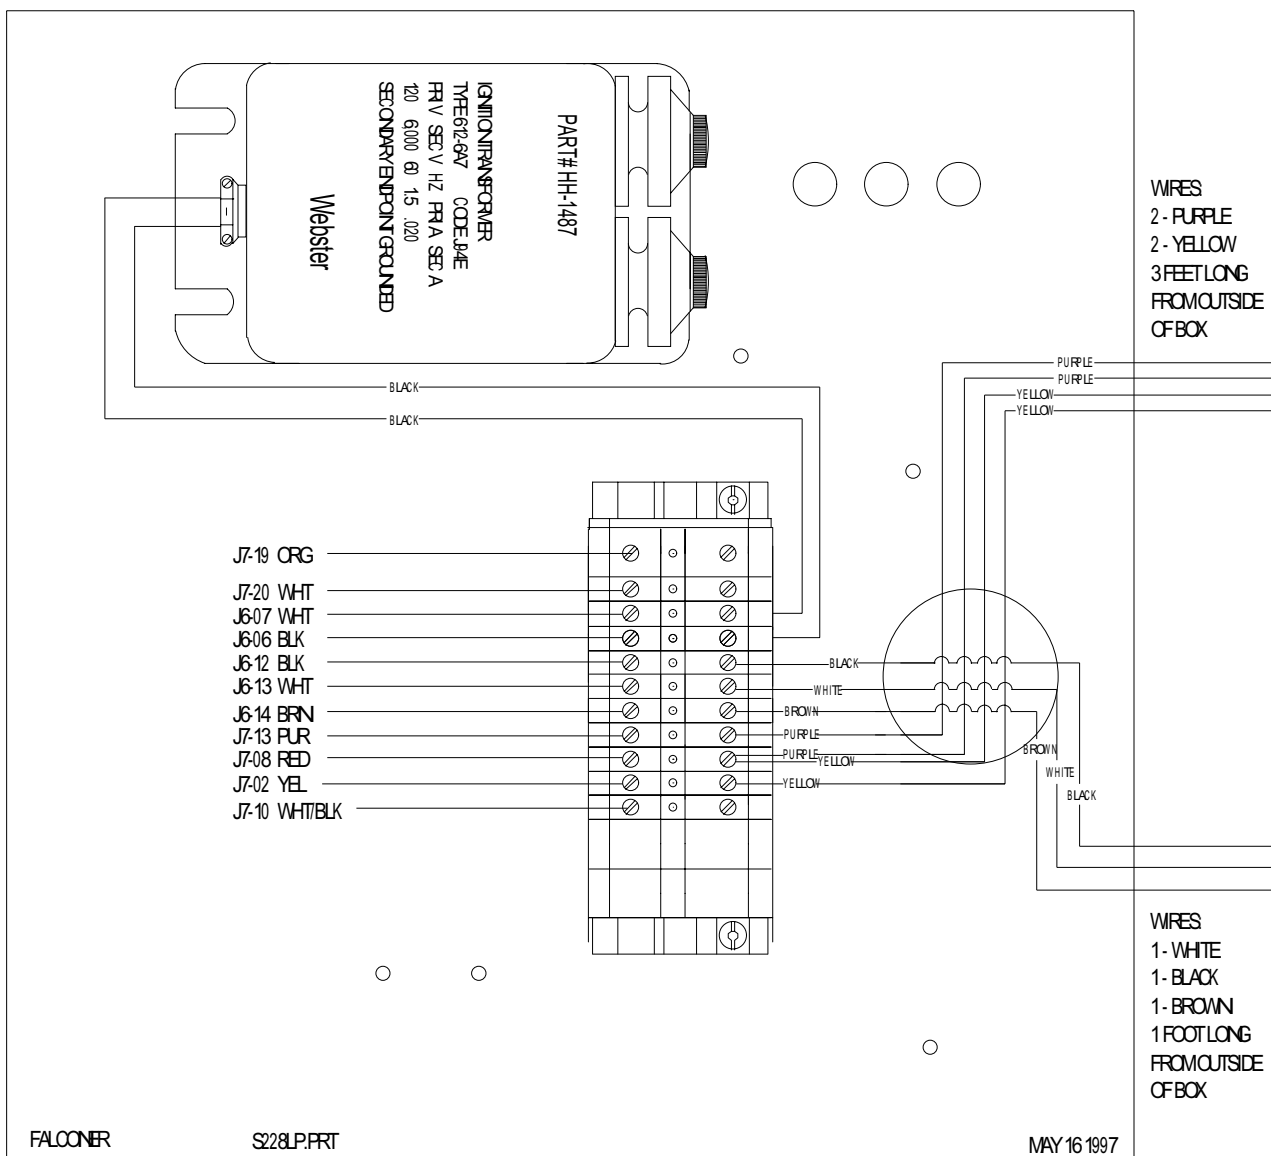 PART# HH-1487
IGNITION TRANSFORMER
TYPE 612-6A7 CODE J94E
PRI V SEC V HZ PRI A SEC A
120 6,000 60 1.5 .020
SECONDARY ENDPOINT GROUNDED
Webster
WIRES:
2 - PURPLE
2 - YELLOW
3 FEET LONG
FROM OUTSIDE
OF BOX
PURPLE
PURPLE
YELLOW
YELLOW
BLACK
BLACK
J7-19 ORG
J7-20 WHT
J6-07 WHT
J6-06 BLK
J6-12 BLK
J6-13 WHT
J6-14 BRN
J7-13 PUR
J7-08 RED
J7-02 YEL
J7-10 WHT/BLK
BLACK
WHITE
BROWN
PURPLE
PURPLE
YELLOW
YELLOW
BROWN
WHITE
BLACK
WIRES:
1 - WHITE
1 - BLACK
1 - BROWN
1 FOOT LONG
FROM OUTSIDE
OF BOX
FALCONER S228LP.PRT MAY 16 1997